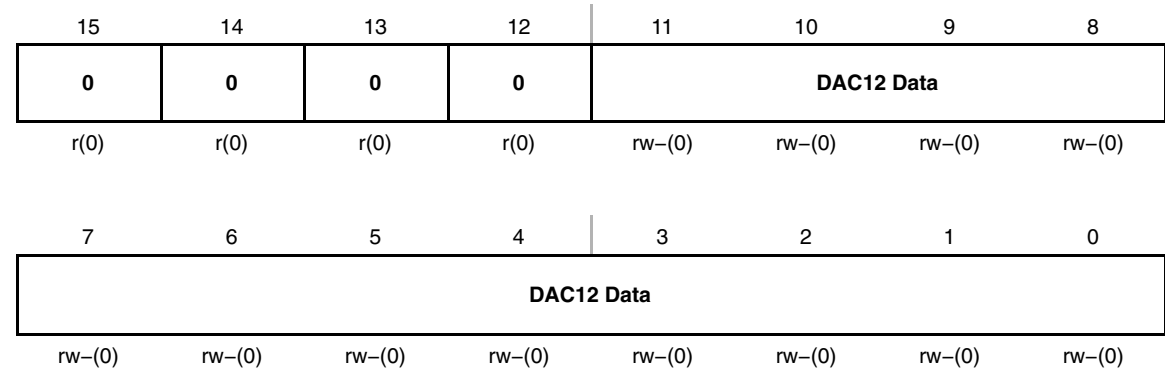 15 14 13 12 11 10 9 8
0 0 0 0 DAC12 Data
r(0) r(0) r(0) r(0) rw−(0) rw−(0) rw−(0) rw−(0)
7 6 5 4 3 2 1 0
DAC12 Data
rw−(0) rw−(0) rw−(0) rw−(0) rw−(0) rw−(0) rw−(0) rw−(0)